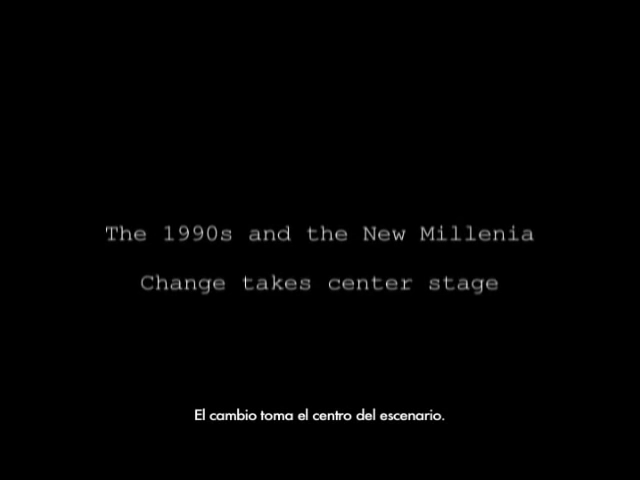 The 1990s and the New Millenia
Change takes center stage
El cambio toma el centro del escenario.